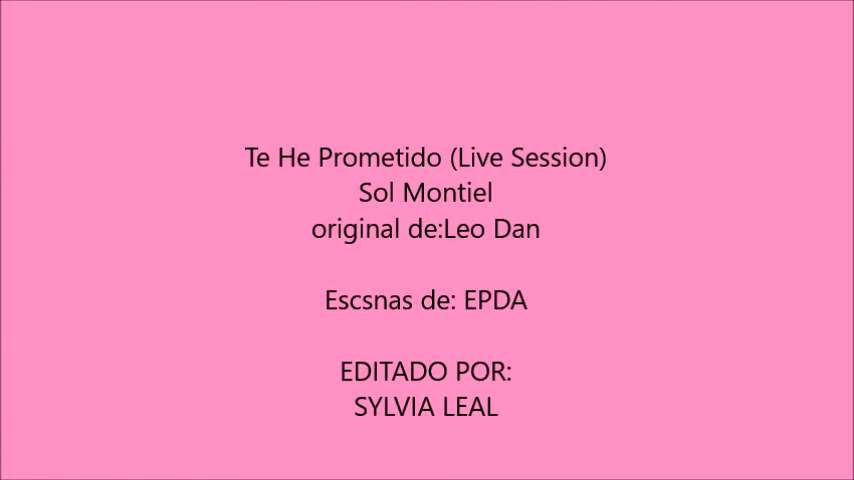 Te He Prometido (Live Session)
Sol Montiel
original de:Leo Dan
Escsnas de: EPDA
EDITADO POR:
SYLVIA LEAL